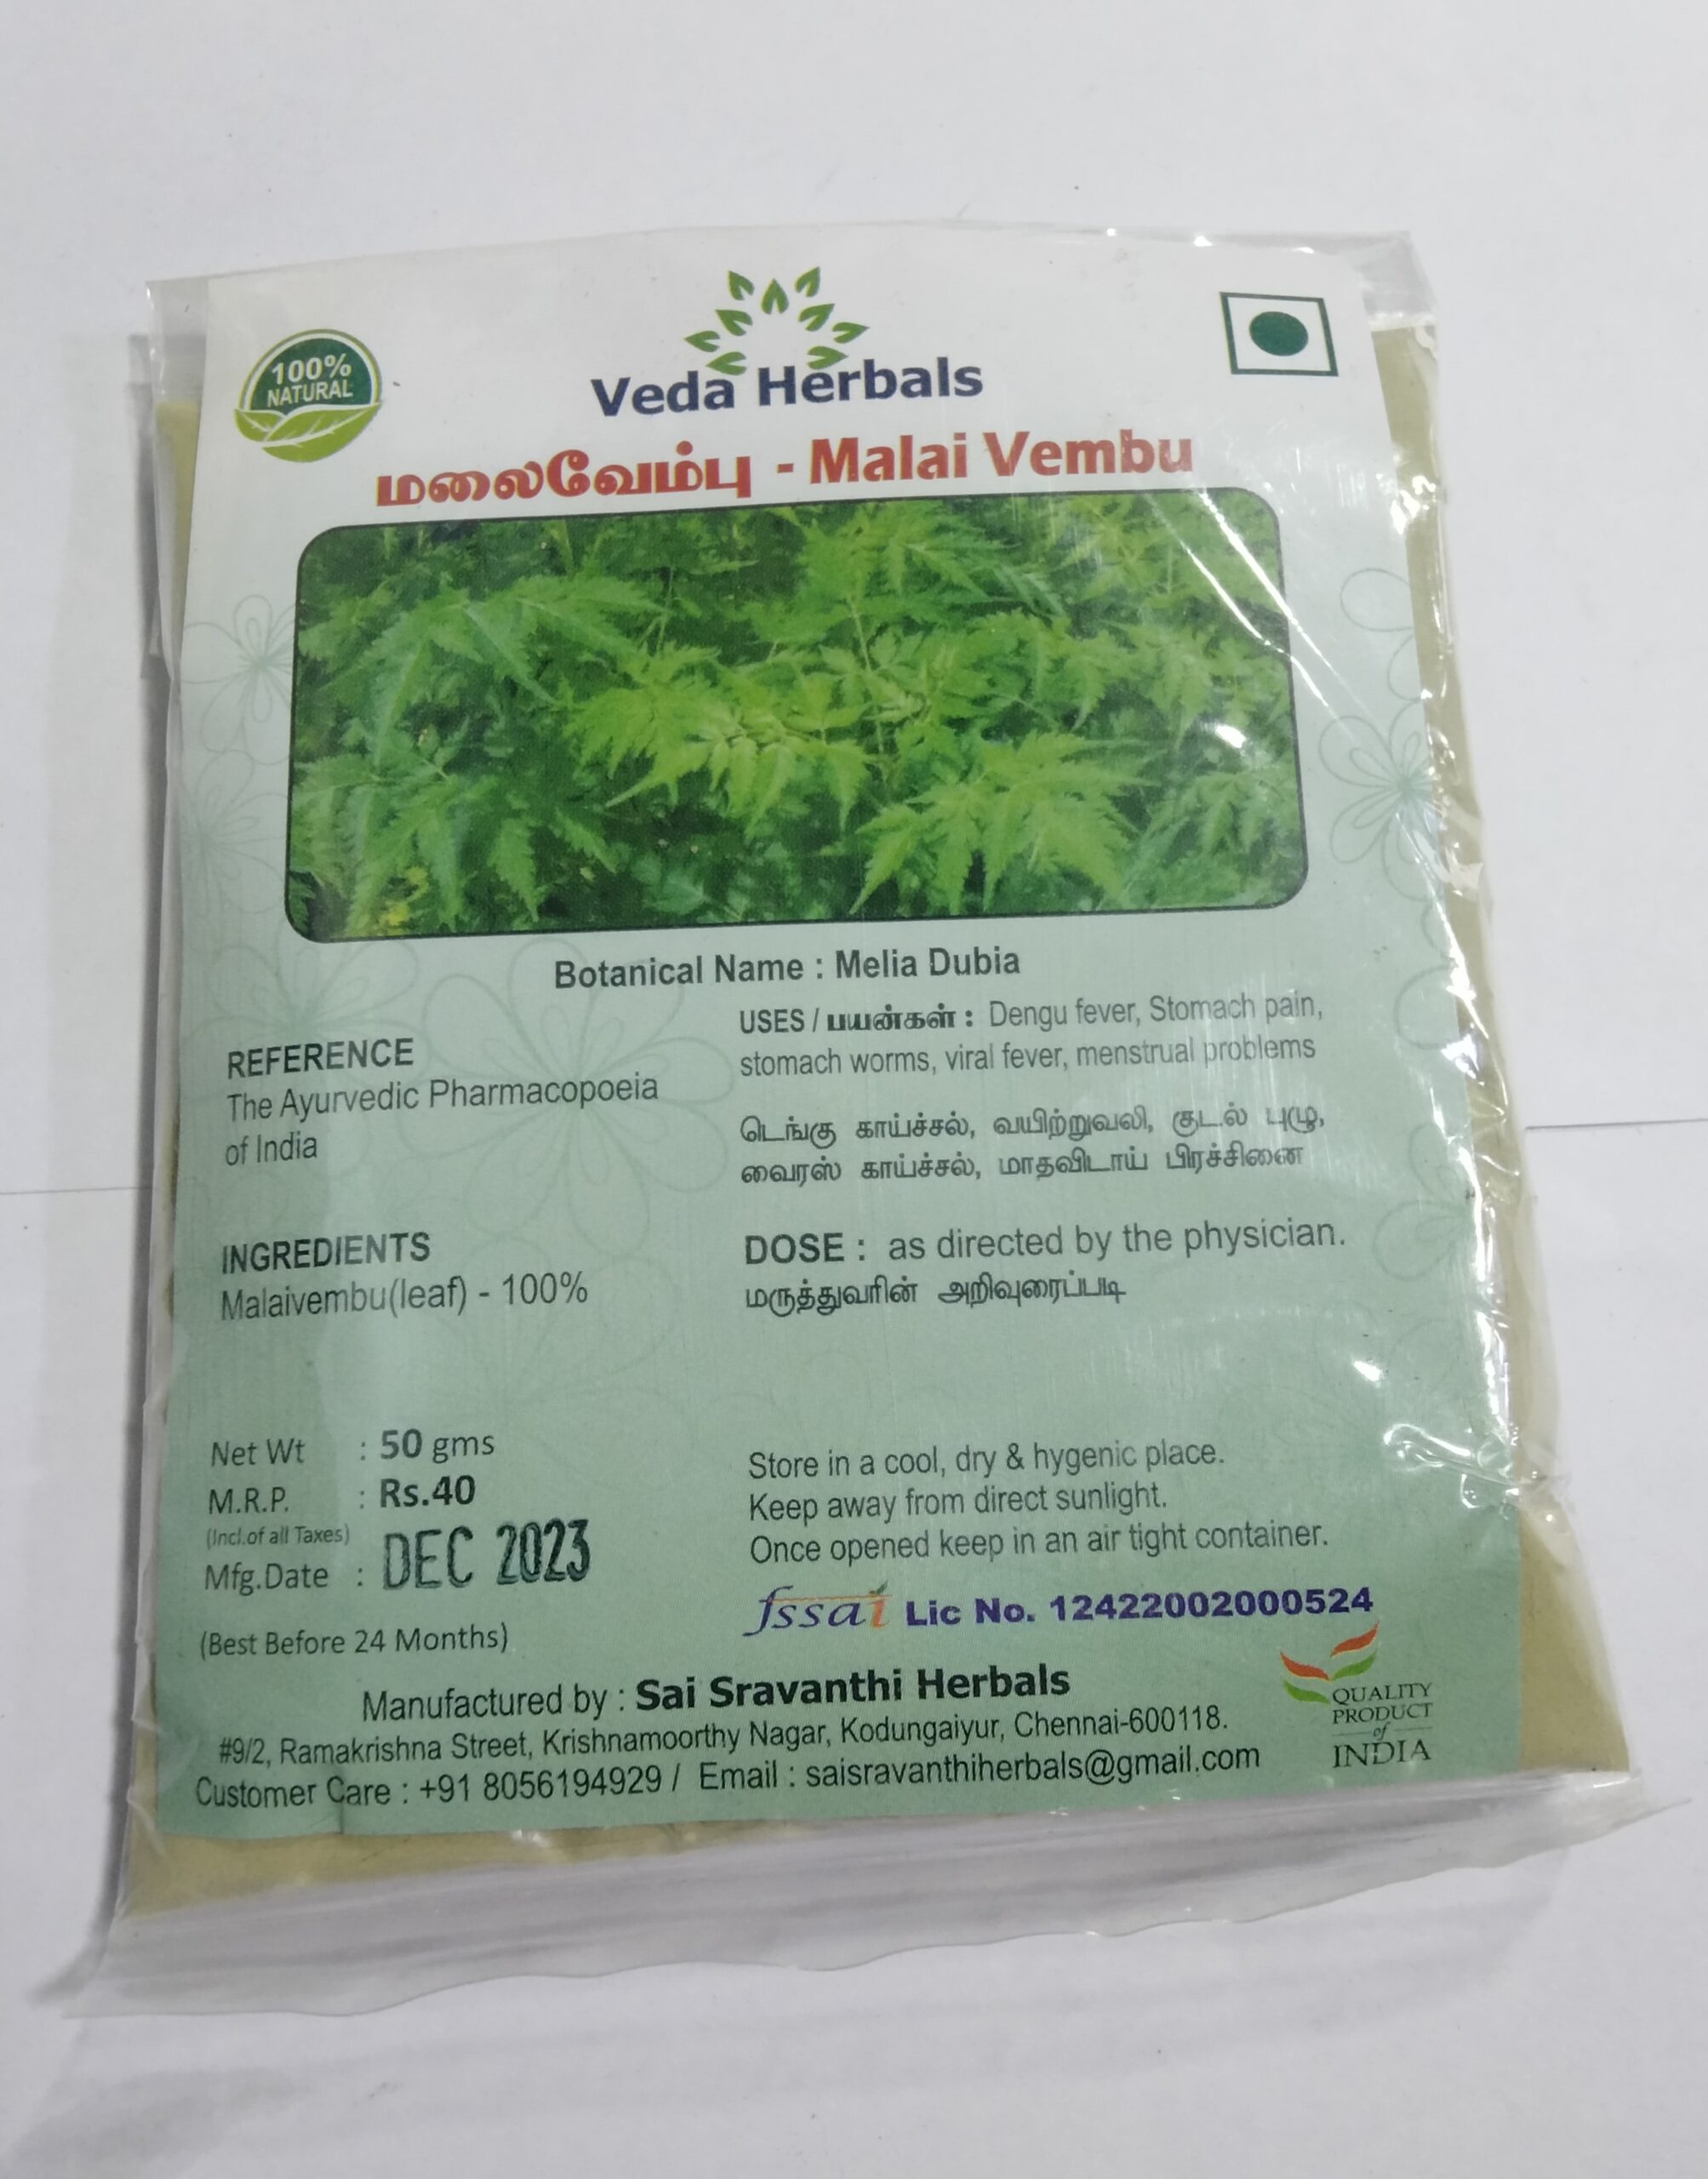 100%
NATURAL
Veda Herbals
மலைவேம்பு - Malai Vembu
Botanical Name : Melia Dubia
REFERENCE
The Ayurvedic Pharmacopoeia
of India
USES / பயன்கள் : Dengu fever, Stomach pain,
stomach worms, viral fever, menstrual problems
டெங்கு காய்ச்சல், வயிற்றுவலி, குடல் புழு,
வைரஸ் காய்ச்சல், மாதவிடாய் பிரச்சினை
INGREDIENTS
Malaivembu(leaf) - 100%
DOSE : as directed by the physician.
மருத்துவரின் அறிவுரைப்படி
Net Wt : 50 gms
M.R.P. : Rs.40
(Incl.of all Taxes)
Mfg.Date : DEC 2023
(Best Before 24 Months)
Store in a cool, dry & hygenic place.
Keep away from direct sunlight.
Once opened keep in an air tight container.
fssai Lic No. 12422002000524
Manufactured by : Sai Sravanthi Herbals
#9/2, Ramakrishna Street, Krishnamoorthy Nagar, Kodungaiyur, Chennai-600118.
Customer Care : +91 8056194929 / Email : saisravanthiherbals@gmail.com
QUALITY
PRODUCT
of
INDIA